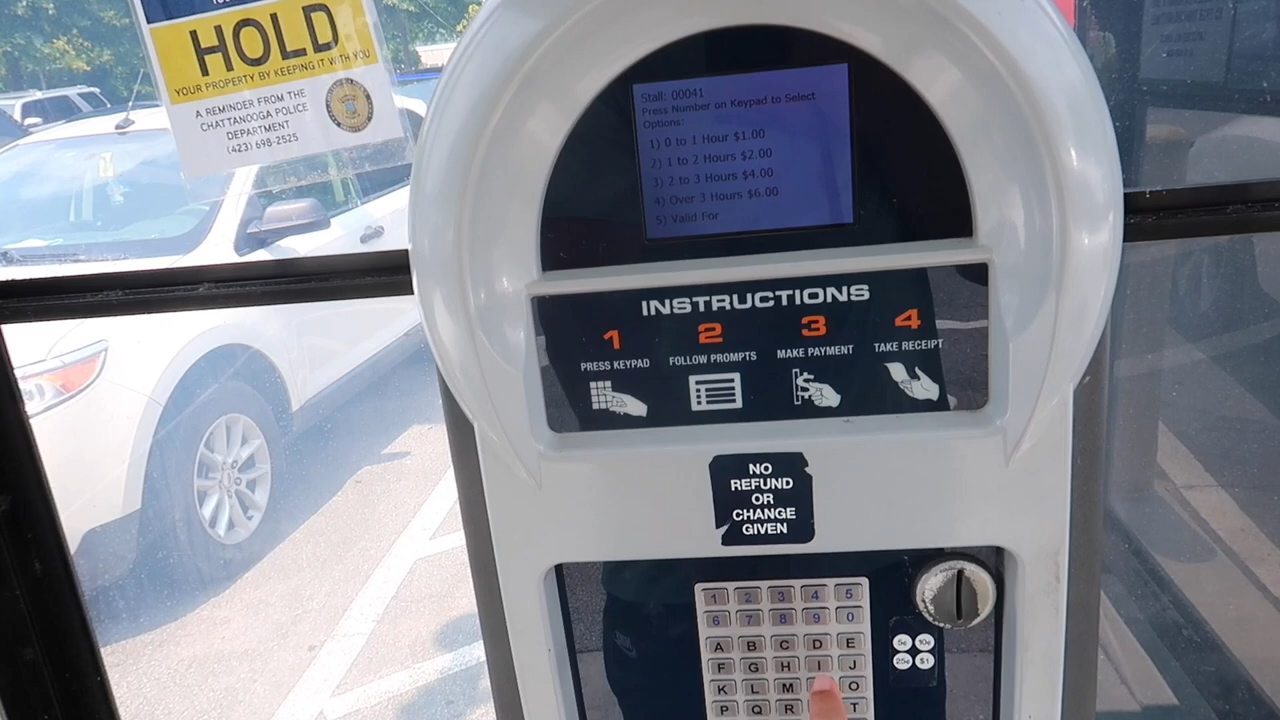 HOLD
YOUR PROPERTY BY KEEPING IT WITH YOU
A REMINDER FROM THE
CHATTANOOGA POLICE
DEPARTMENT
(423) 698-2525
Stall: 00041
Press Number on Keypad to Select
Options:
1) 0 to 1 Hour $1.00
2) 1 to 2 Hours $2.00
3) 2 to 3 Hours $4.00
4) Over 3 Hours $6.00
5) Valid For
INSTRUCTIONS
1 2 3 4
PRESS KEYPAD FOLLOW PROMPTS MAKE PAYMENT TAKE RECEIPT
NO
REFUND
OR
CHANGE
GIVEN
1 2 3 4 5
6 7 8 9 0
A B C D E
F G H I J
K L M O
P Q R T
5¢ 10¢
25¢ $1